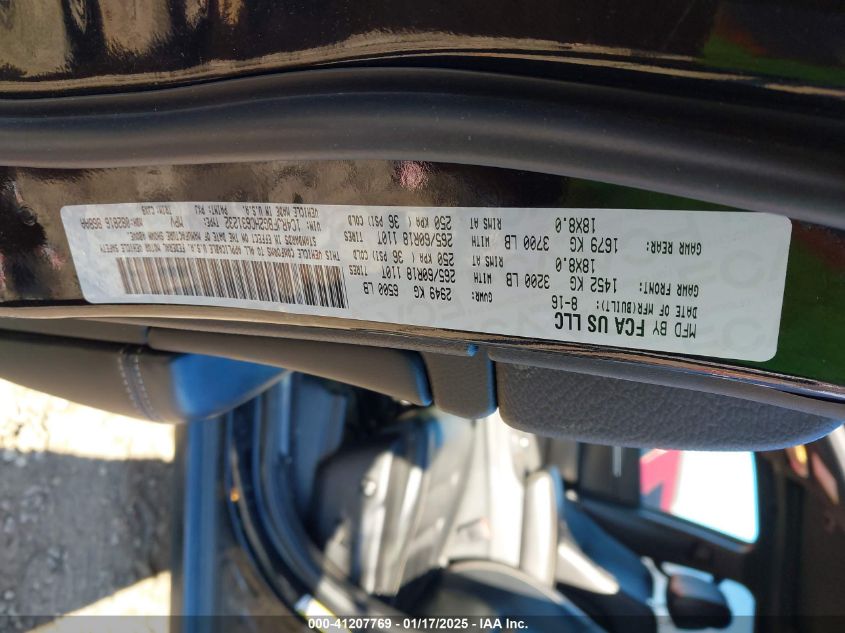 MFD BY FCA US LLC
DATE OF MFR(BUILT): 8-16
GVWR: 2949 KG 6500 LB
GAWR FRONT: 1452 KG 3200 LB WITH 265/60R18 110T TIRES
18X8.0 RIMS AT 250 KPA( 36 PSI) COLD
GAWR REAR: 1679 KG 3700 LB WITH 265/60R18 110T TIRES
18X8.0 RIMS AT 250 KPA( 36 PSI) COLD
THIS VEHICLE CONFORMS TO ALL APPLICABLE U.S.A. FEDERAL MOTOR VEHICLE SAFETY
STANDARDS IN EFFECT ON THE DATE OF MANUFACTURE SHOWN ABOVE.
VIN: TYPE: MPV
VEHICLE MADE IN U.S.A. PAINT: PXJ
000-41207769 - 01/17/2025 - IAA Inc.